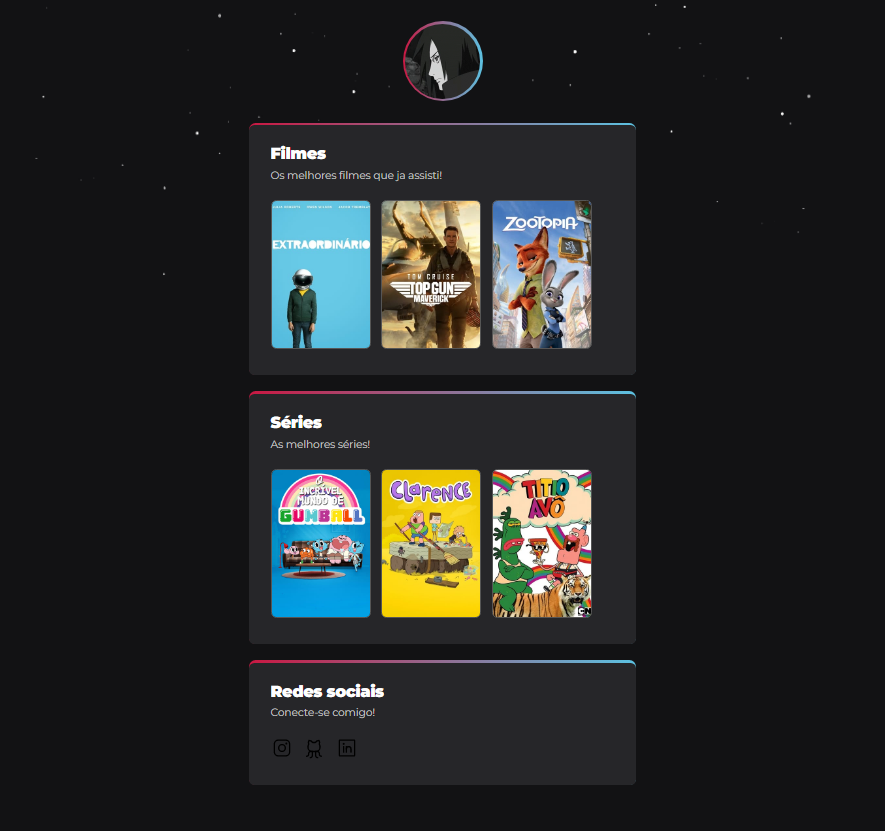 Filmes
Os melhores filmes que ja assisti!
EXTRAORDINÁRIO
TOM CRUISE
TOP GUN
MAVERICK
ZOOTOPIA
Séries
As melhores séries!
O
INCRÍVEL
MUNDO DE
GUMBALL
CLARENCE
TITIO
AVÔ
CN
Redes sociais
Conecte-se comigo!
in